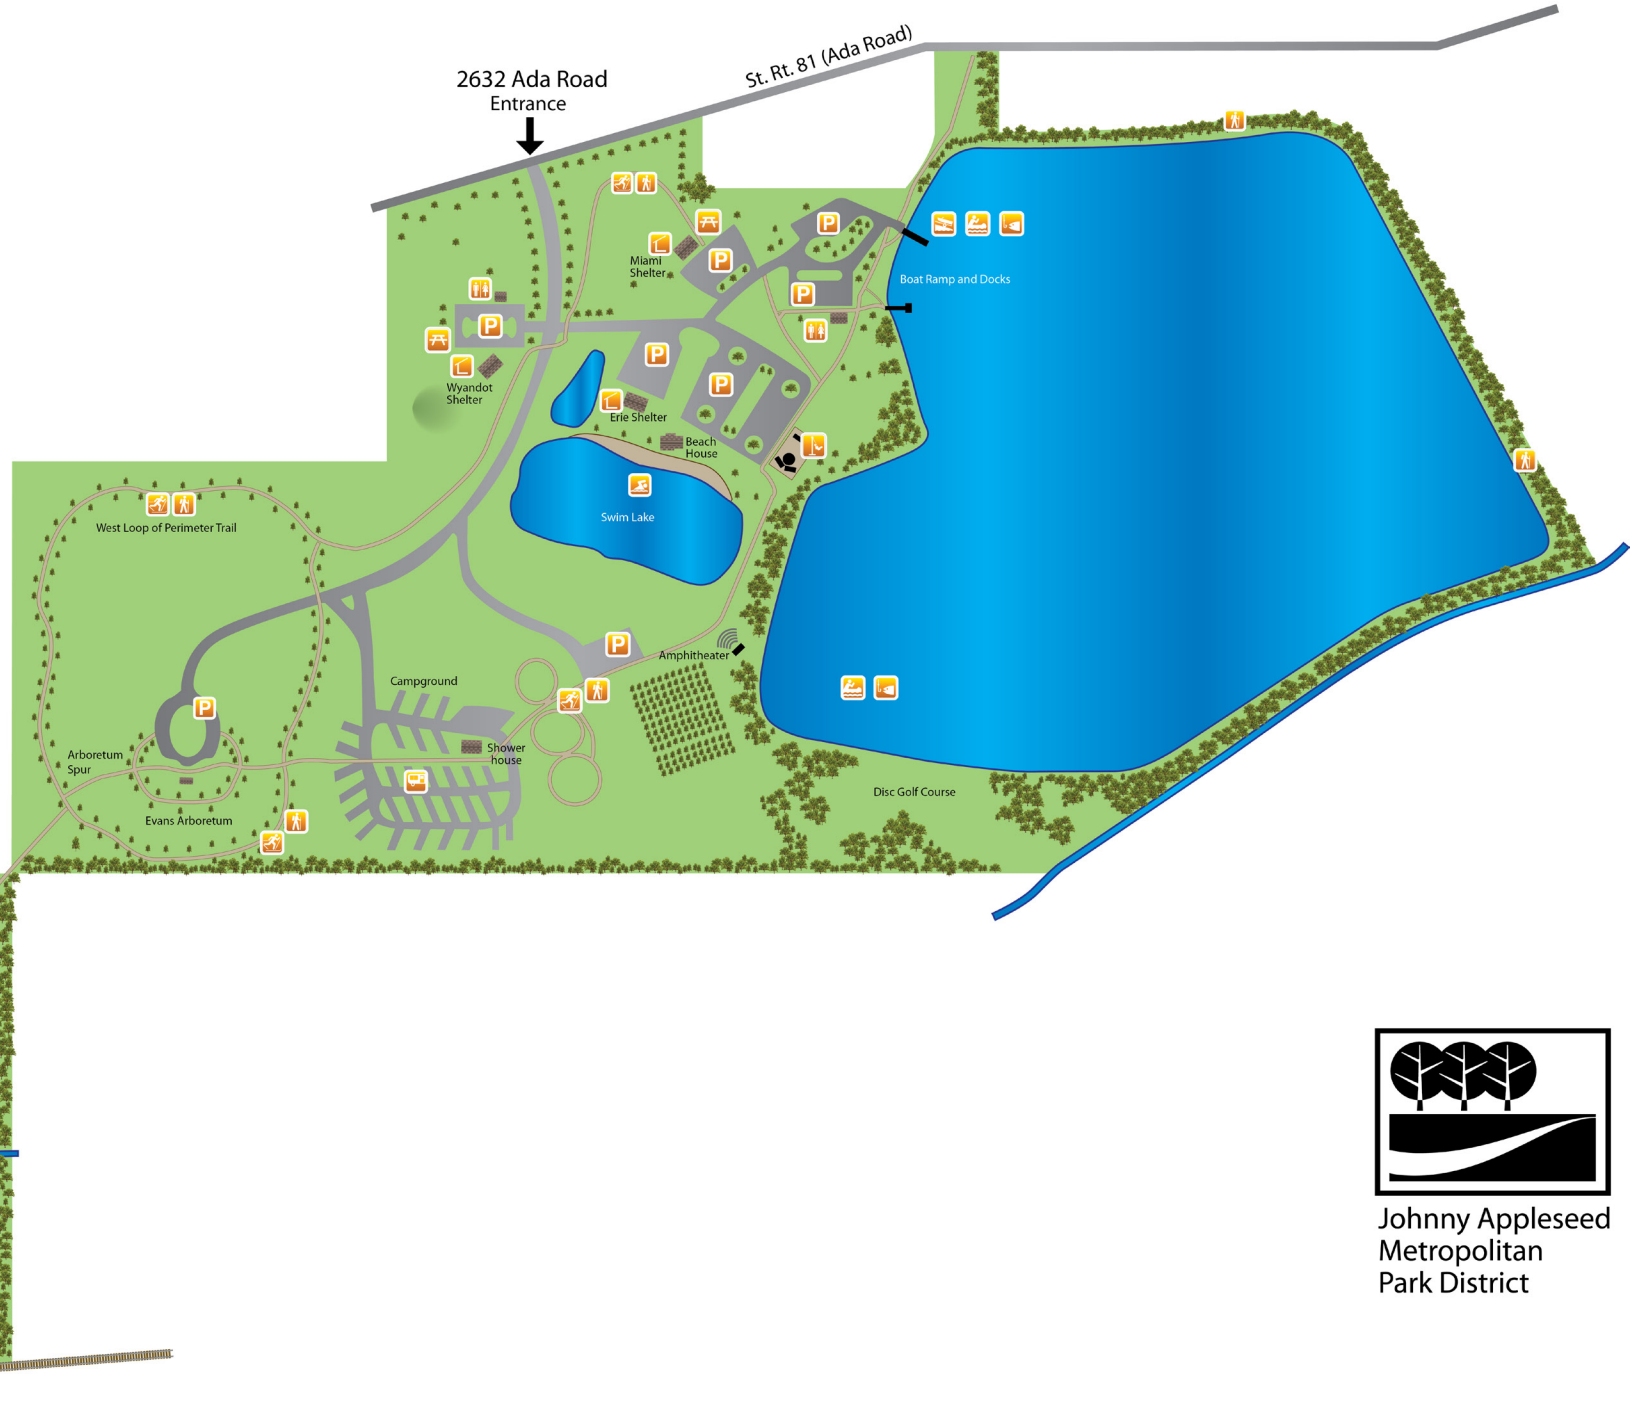 St. Rt. 81 (Ada Road)
2632 Ada Road
Entrance
P
Miami
Shelter
P
Boat Ramp and Docks
P
P
Wyandot
Shelter
P
P
Erie Shelter
Beach
House
West Loop of Perimeter Trail
Swim Lake
P
Amphitheater
Campground
P
Arboretum
Spur
Shower
house
Evans Arboretum
Disc Golf Course
Johnny Appleseed
Metropolitan
Park District